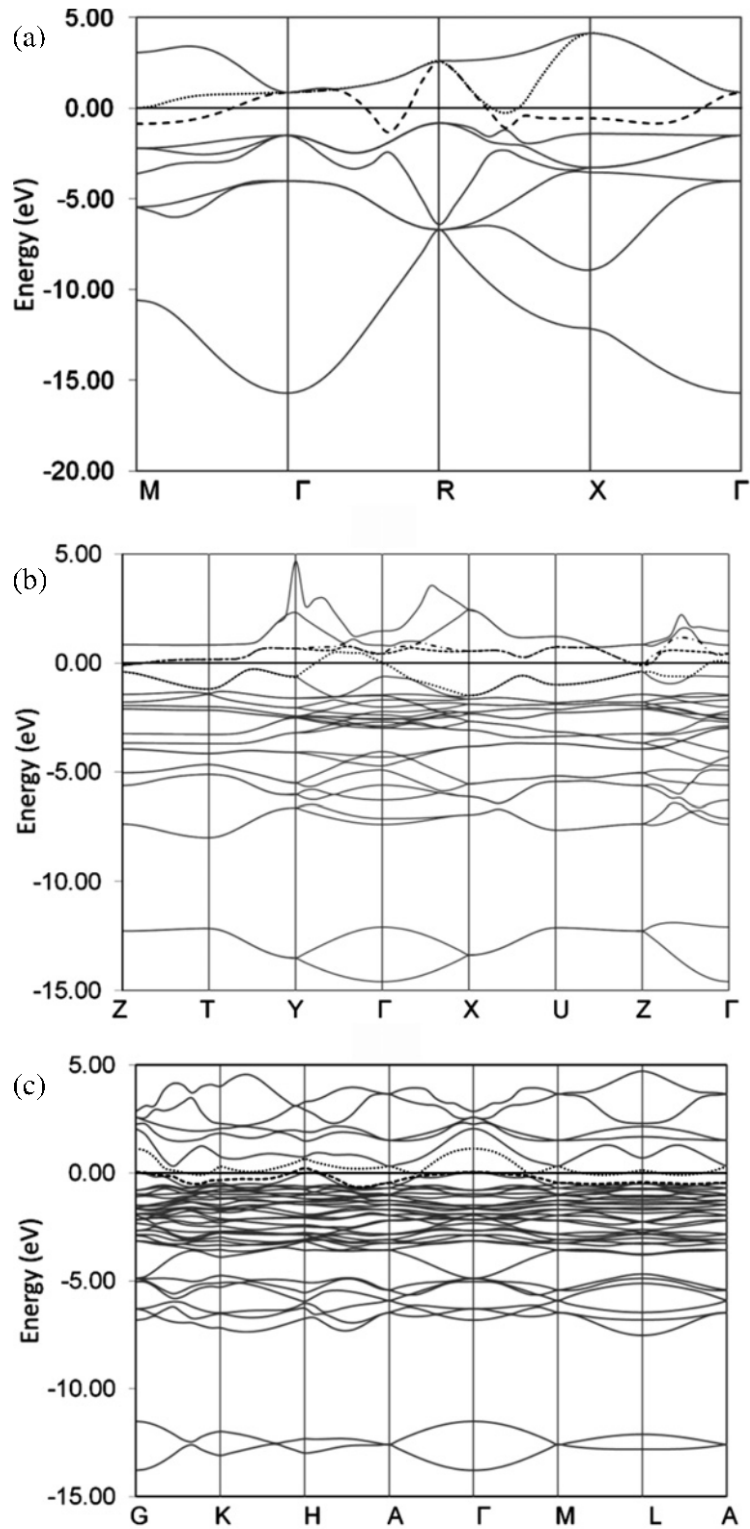 (a)
5.00
0.00
-5.00
-10.00
-15.00
-20.00
Energy (eV)
M Γ R X Γ
(b)
5.00
0.00
-5.00
-10.00
-15.00
Energy (eV)
Z T Y Γ X U Z Γ
(c)
5.00
0.00
-5.00
-10.00
-15.00
Energy (eV)
G K H A Γ M L A